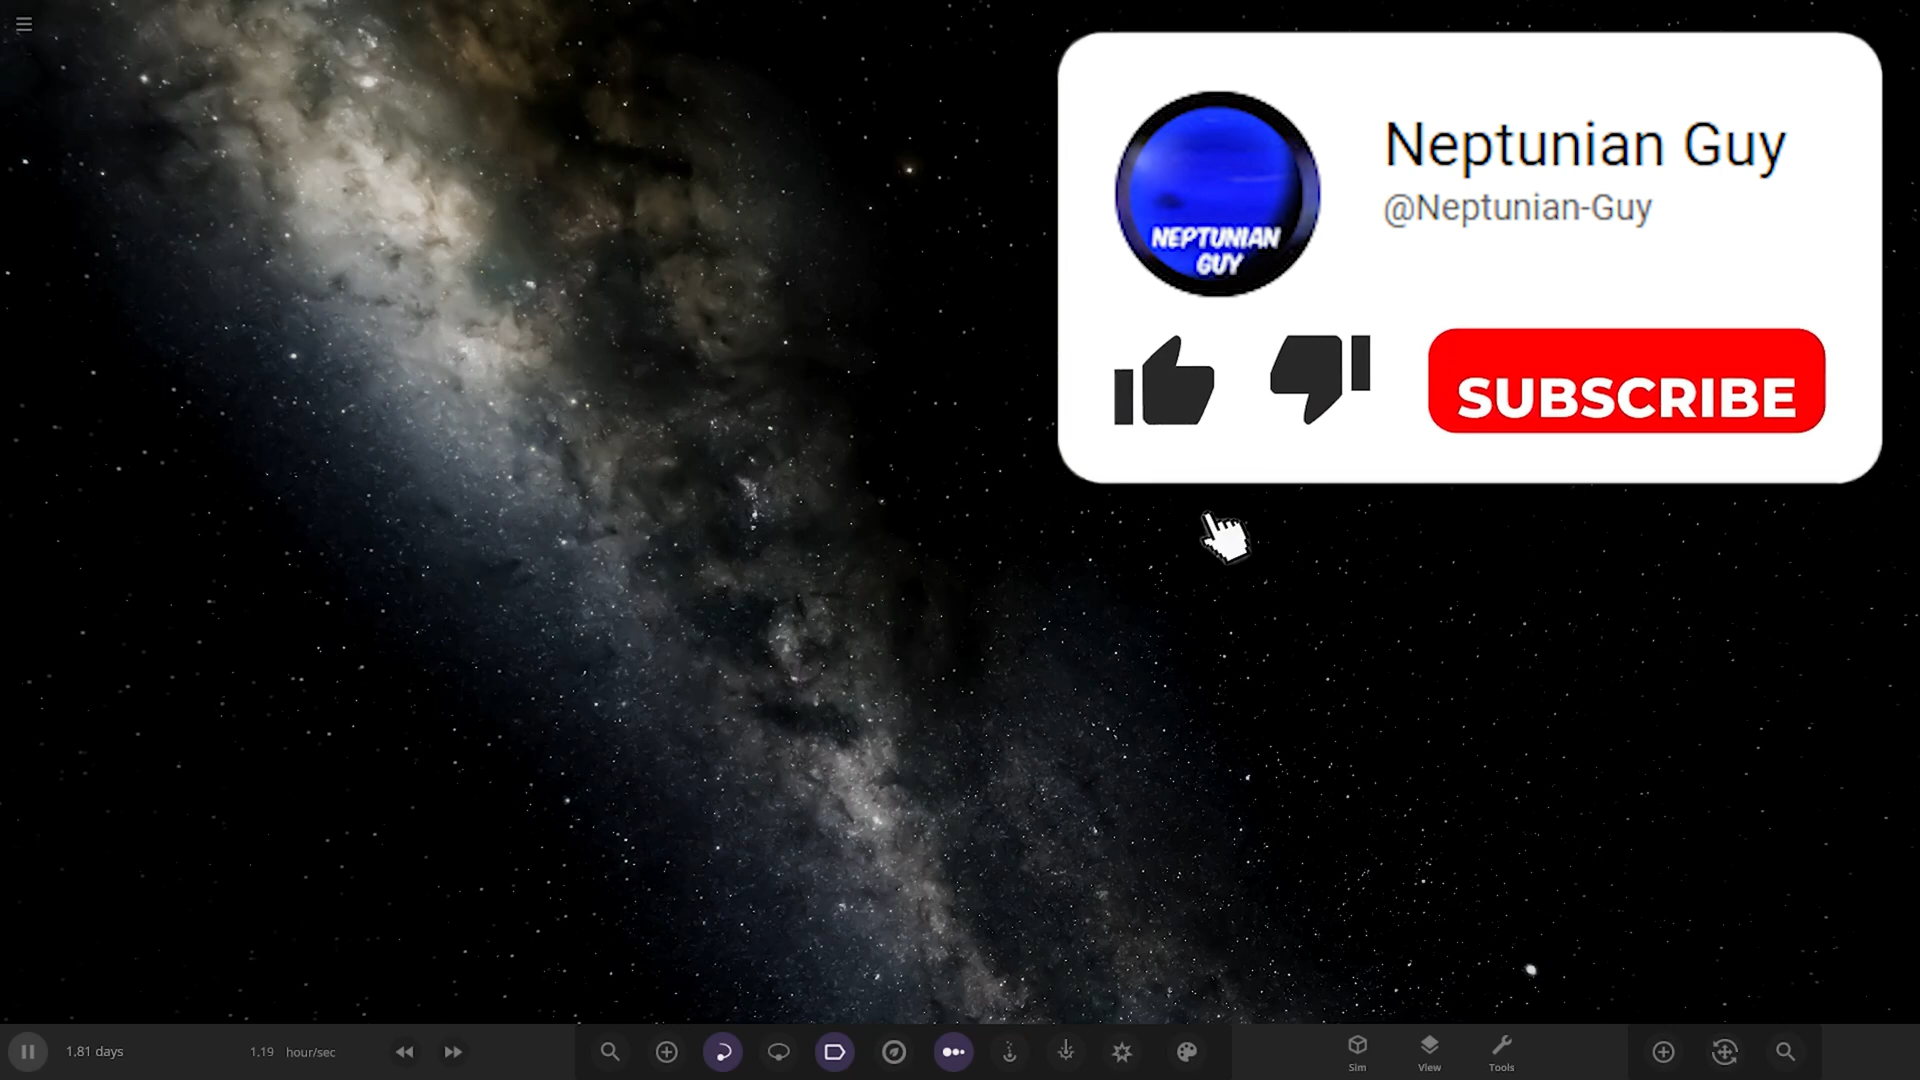 Neptunian Guy
@Neptunian-Guy
NEPTUNIAN
GUY
SUBSCRIBE
1.81 days
1.19 hour/sec
Sim
View
Tools